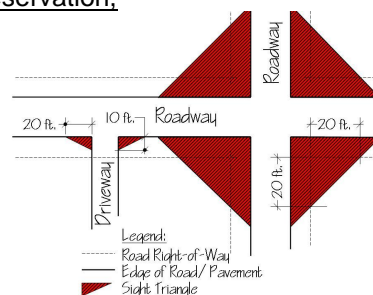 servation,
Roadway
20 ft.
10 ft.
Roadway
20 ft.
Driveway
20 ft.
Legend:
Road Right-of-Way
Edge of Road/Pavement
Sight Triangle